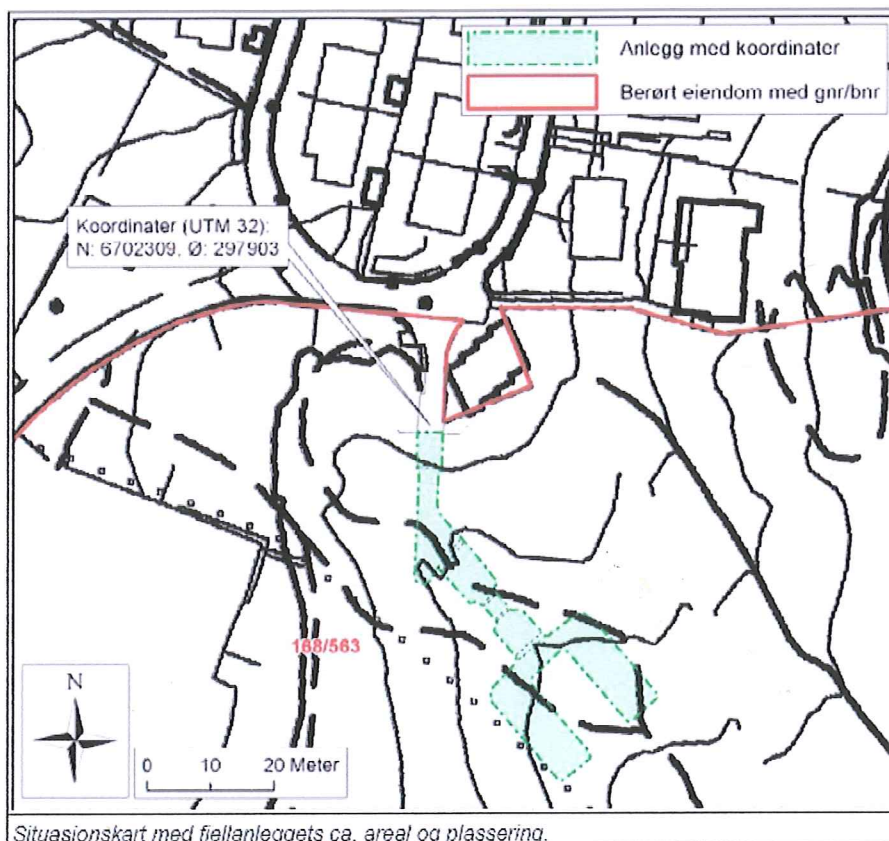 Anlegg med koordinater
Berørt eiendom med gnr/bnr
Koordinater (UTM 32):
N: 6702309, Ø: 297903
168/563
N
0 10 20 Meter
Situasjonskart med fjellanleggets ca. areal og plassering.